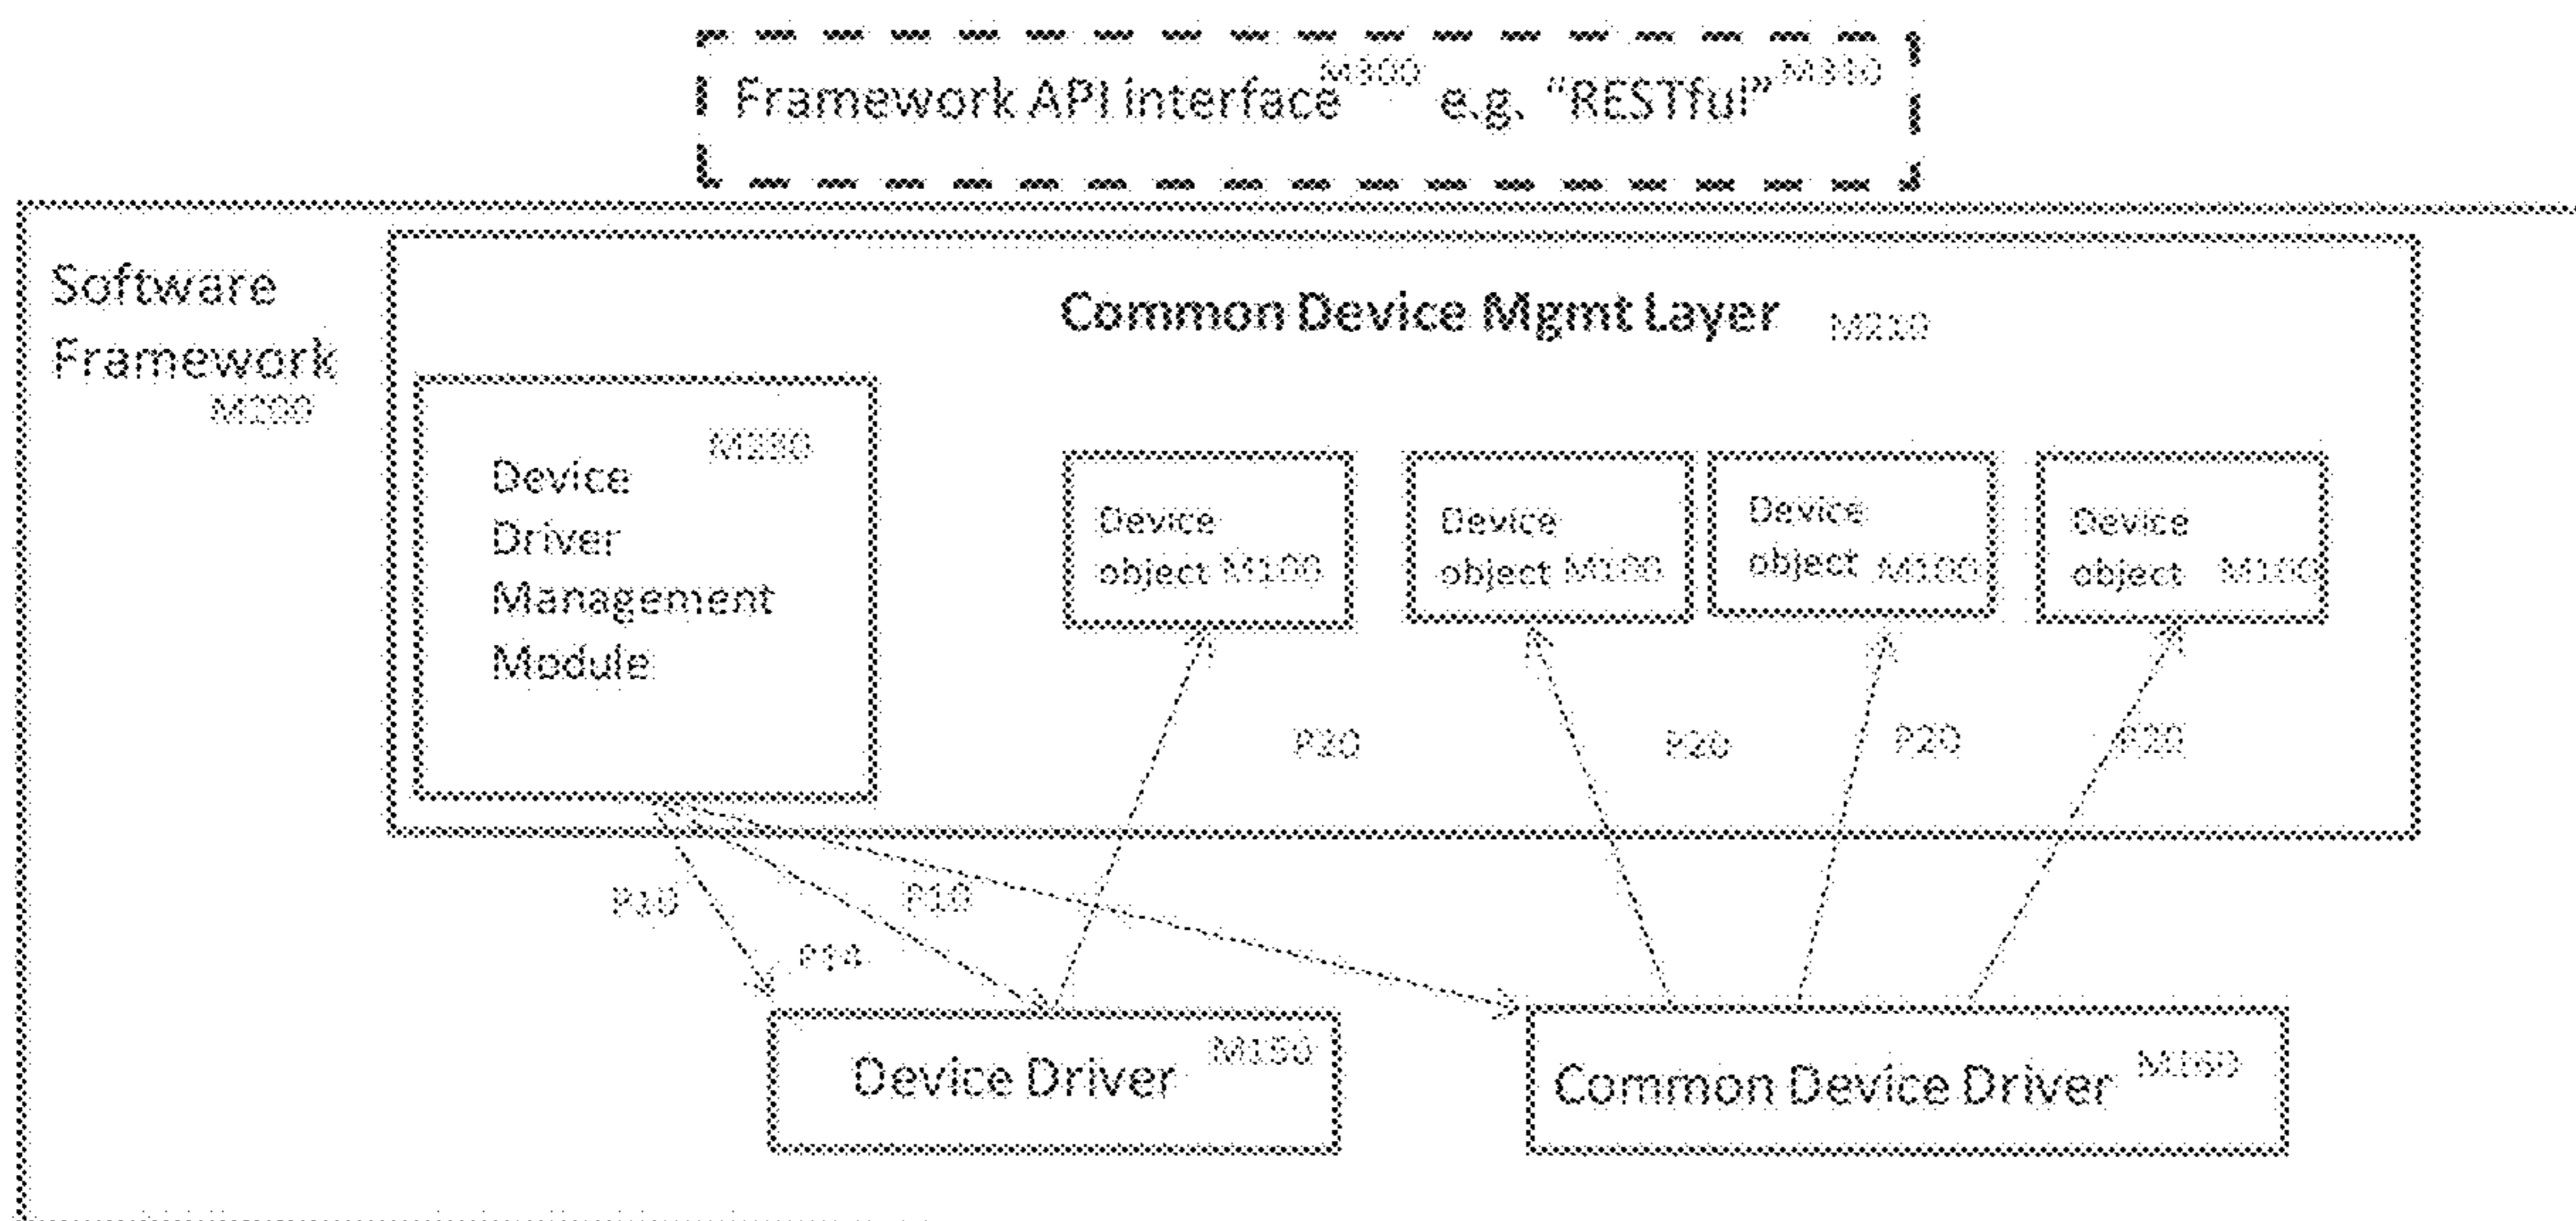 Framework API interface M300 e.g. "RESTful" M310
Software
Framework
M200
Common Device Mgmt Layer M210
Device
Driver
Management
Module
Device
object M100
Device
object M100
Device
object M100
Device
object M100
P20
P20
P20
P20
P10
P10
P14
Device Driver M150
Common Device Driver M160